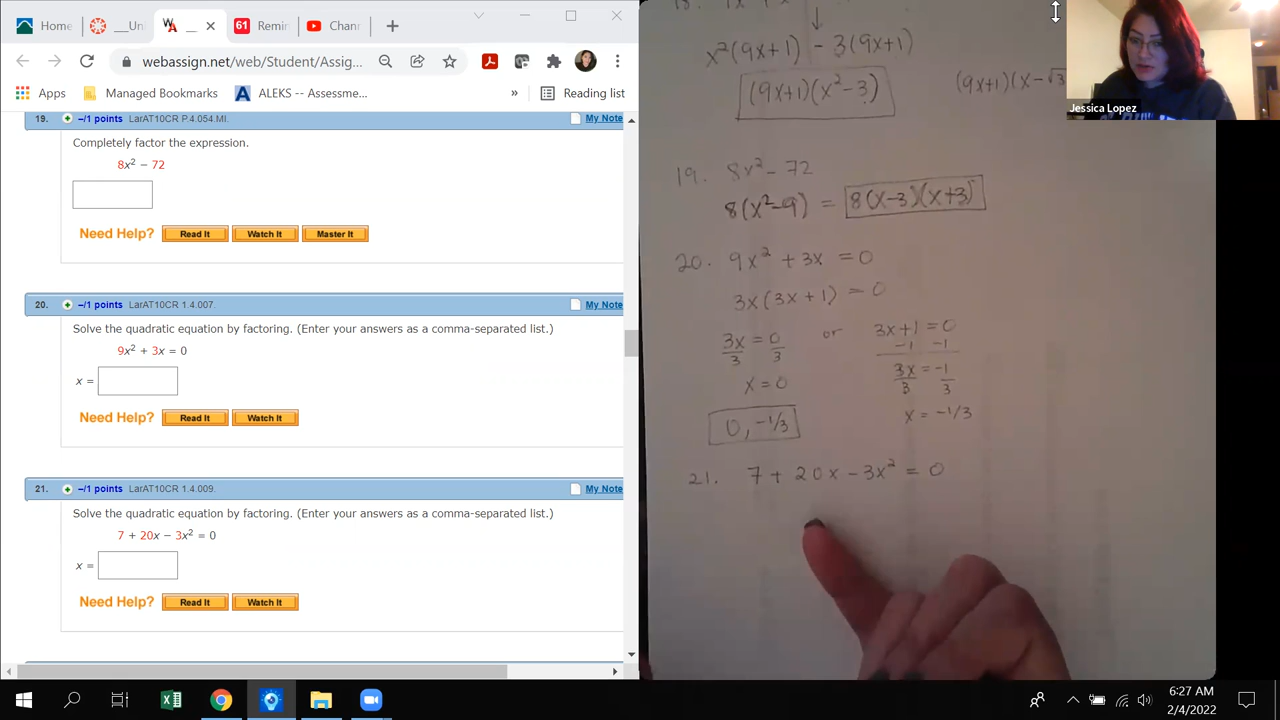 Home
__Un
WA
61 Remin
Chann
webassign.net/web/Student/Assig...
Apps
Managed Bookmarks
ALEKS -- Assessme...
»
Reading list
19. –/1 points LarAT10CR P.4.054.MI.
My Note
Completely factor the expression.
8x² − 72
Need Help? Read It Watch It Master It
20. –/1 points LarAT10CR 1.4.007.
My Note
Solve the quadratic equation by factoring. (Enter your answers as a comma-separated list.)
9x² + 3x = 0
x =
Need Help? Read It Watch It
21. –/1 points LarAT10CR 1.4.009.
My Note
Solve the quadratic equation by factoring. (Enter your answers as a comma-separated list.)
7 + 20x − 3x² = 0
x =
Need Help? Read It Watch It
x²(9x+1) − 3(9x+1)
(9x+1)(x²−3)
(9x+1)(x−√3
19. 8x² − 72
8(x²−9) = 8(x−3)(x+3)
20. 9x² + 3x = 0
3x(3x+1) = 0
3x/3 = 0/3 or 3x+1 = 0
−1 −1
3x/3 = −1/3
x = 0
x = −1/3
0, −1/3
21. 7 + 20x − 3x² = 0
Jessica Lopez
6:27 AM
2/4/2022